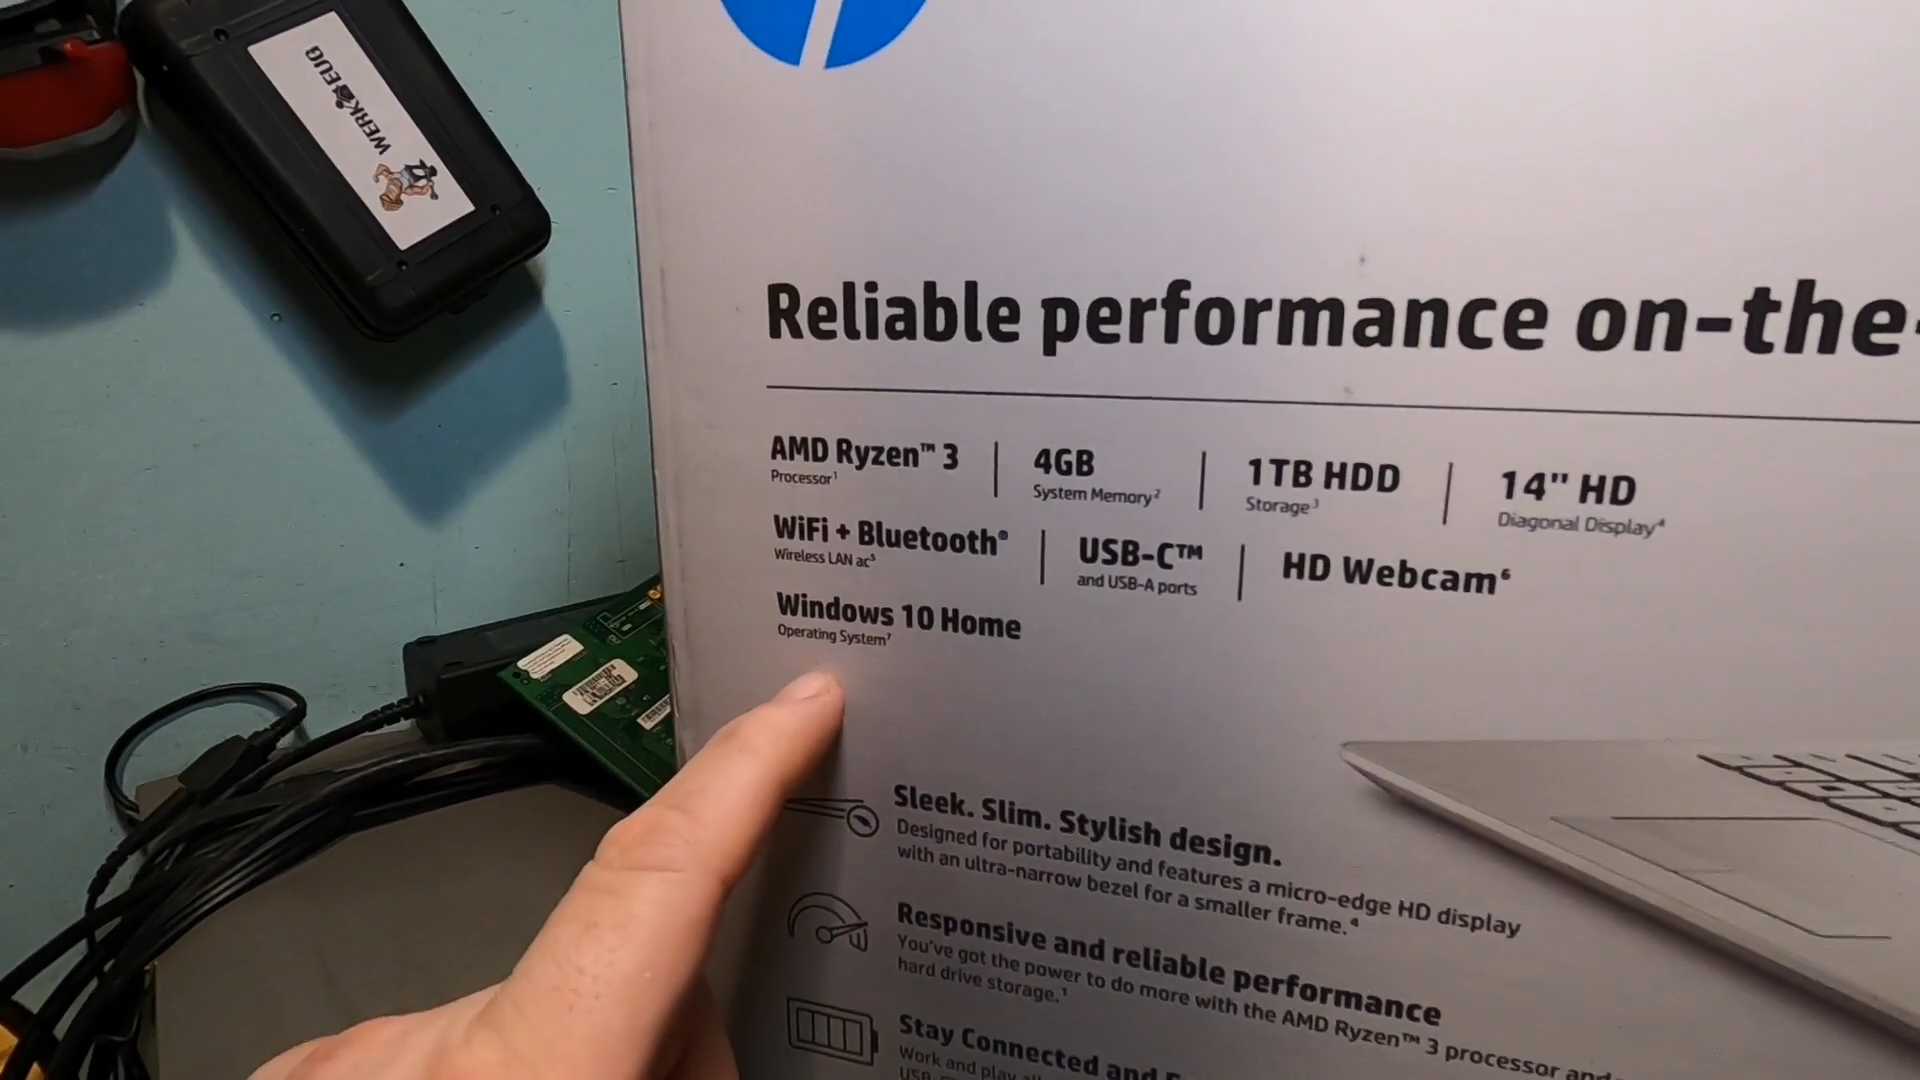 WERKZEUG
Reliable performance on-the-
AMD Ryzen™ 3
Processor¹
4GB
System Memory²
1TB HDD
Storage³
14" HD
Diagonal Display⁴
WiFi + Bluetooth®
Wireless LAN ac⁵
USB-C™
and USB-A ports
HD Webcam⁶
Windows 10 Home
Operating System⁷
Sleek. Slim. Stylish design.
Designed for portability and features a micro-edge HD display
with an ultra-narrow bezel for a smaller frame.⁴
Responsive and reliable performance
You've got the power to do more with the AMD Ryzen™ 3 processor and
hard drive storage.¹
Stay Connected and
Work and play